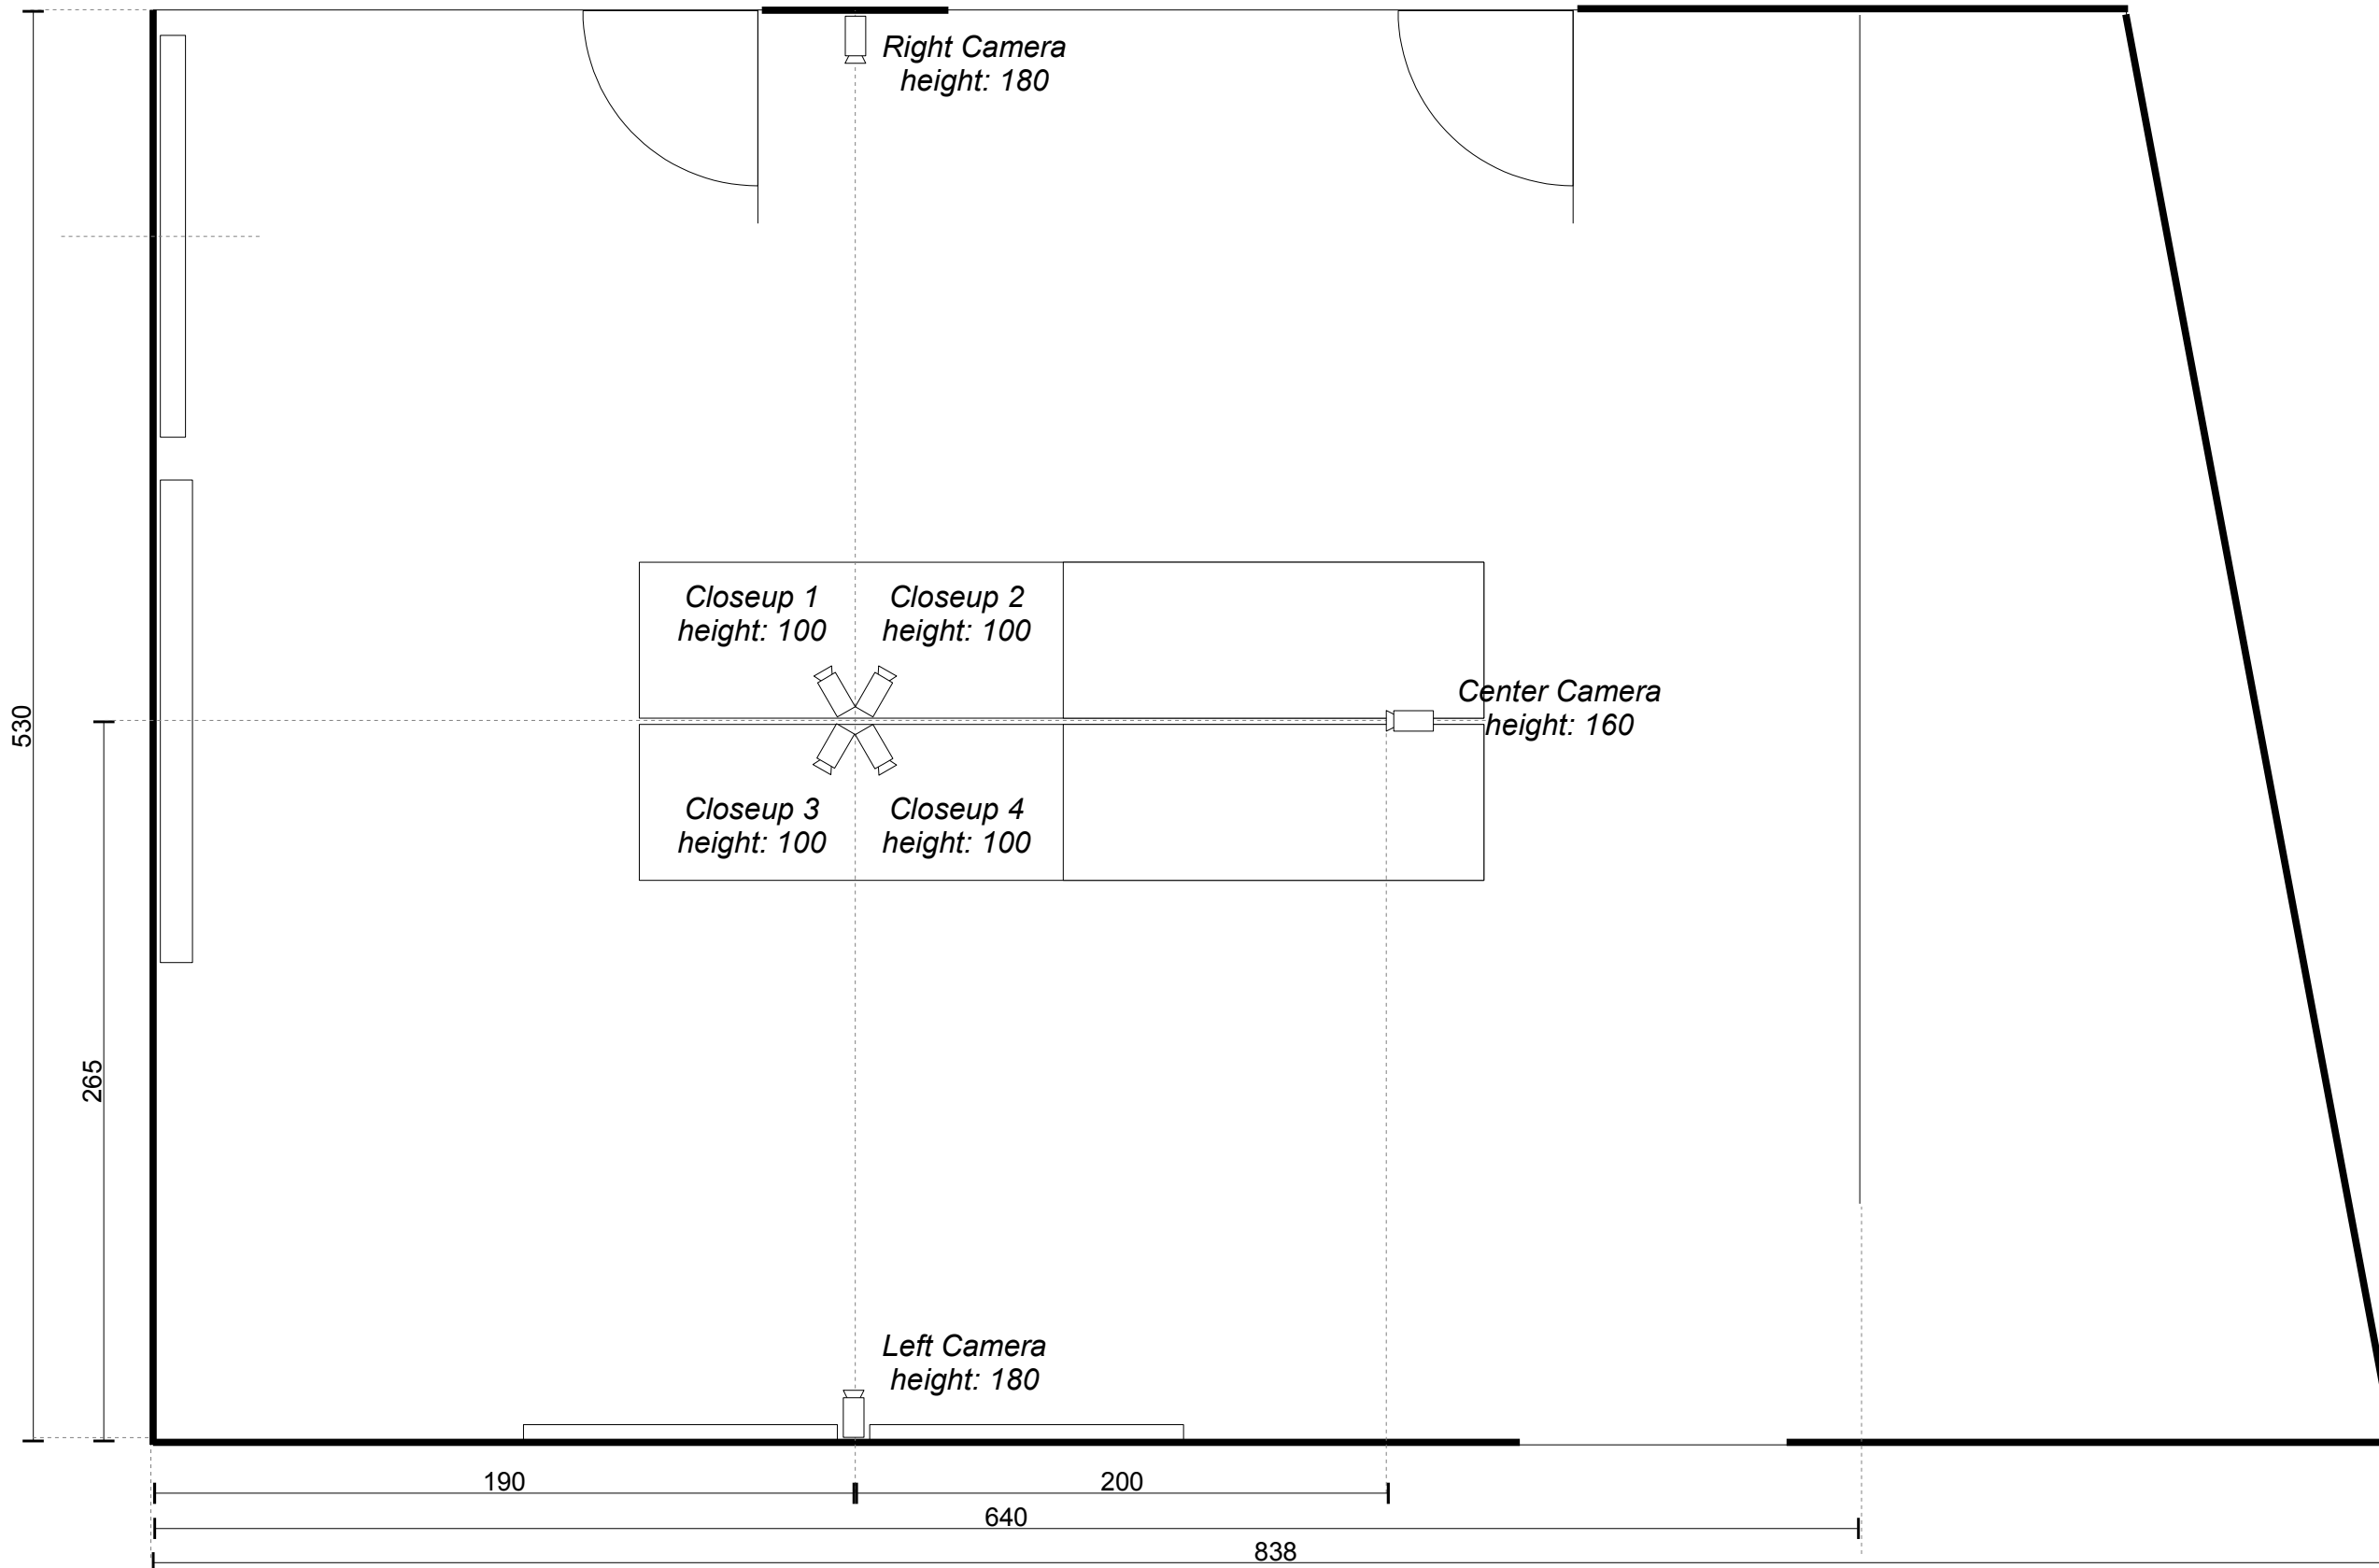 Right Camera
height: 180
Closeup 1
height: 100
Closeup 2
height: 100
Center Camera
height: 160
530
Closeup 3
height: 100
Closeup 4
height: 100
265
Left Camera
height: 180
190
200
640
838